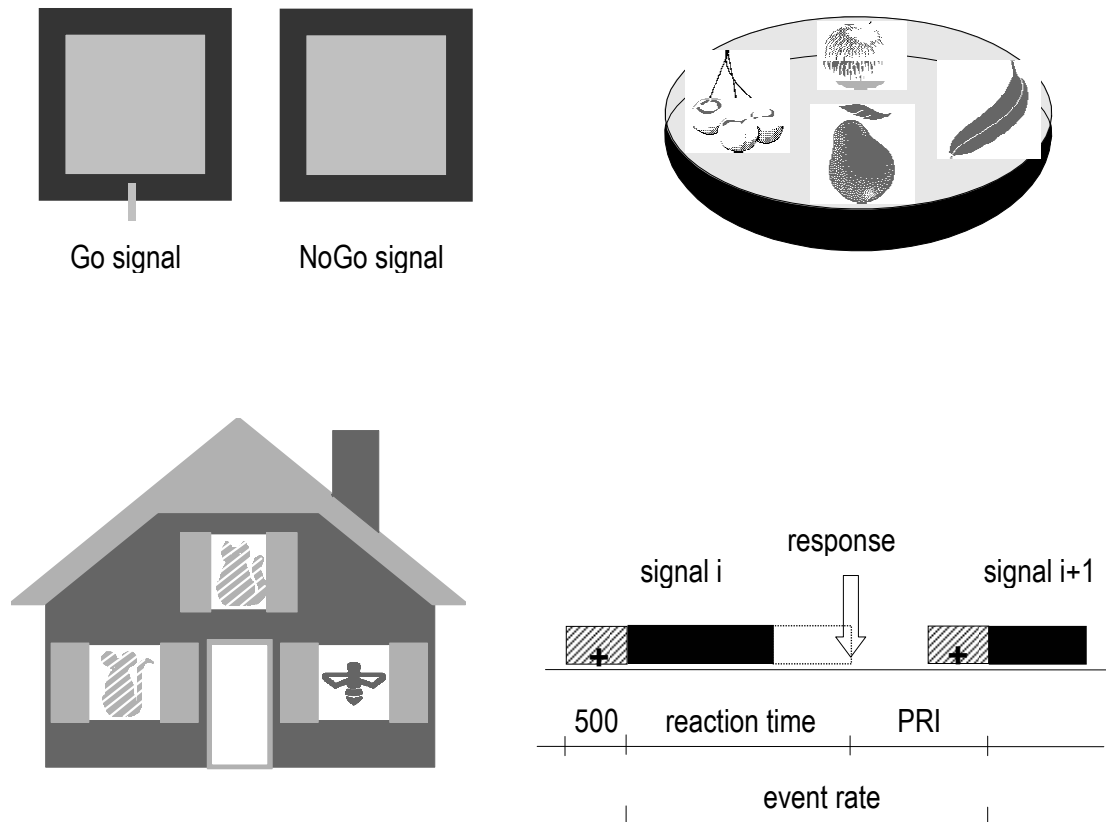 Go signal
NoGo signal
response
signal i
signal i+1
+
+
500
reaction time
PRI
event rate